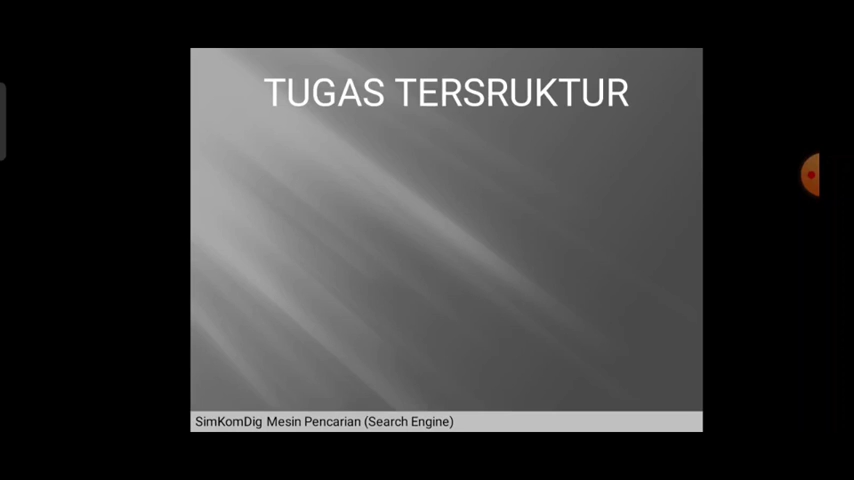 TUGAS TERSRUKTUR
SimKomDig Mesin Pencarian (Search Engine)